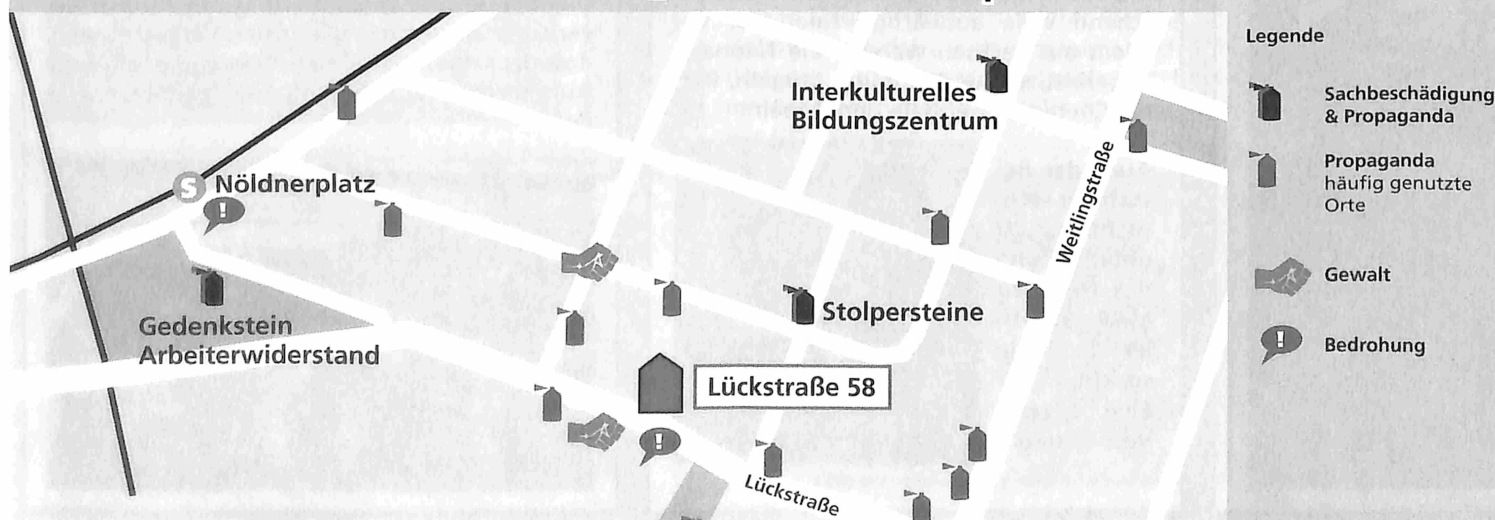 Legende
Sachbeschädigung
& Propaganda
Propaganda
häufig genutzte
Orte
Gewalt
Bedrohung
Interkulturelles
Bildungszentrum
Weitlingstraße
S Nöldnerplatz
!
Stolpersteine
Gedenkstein
Arbeiterwiderstand
Lückstraße 58
!
Lückstraße
!